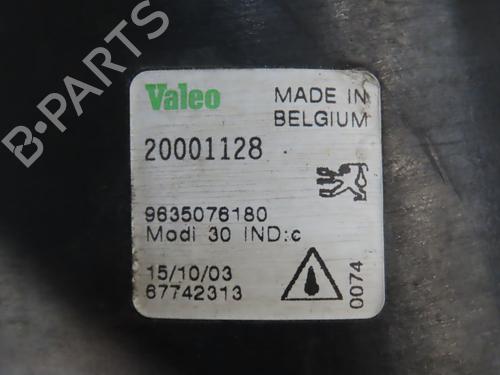 B-PARTS
Valeo
MADE IN
BELGIUM
20001128
9635076180
Modi 30 IND:c
15/10/03
67742313
0074